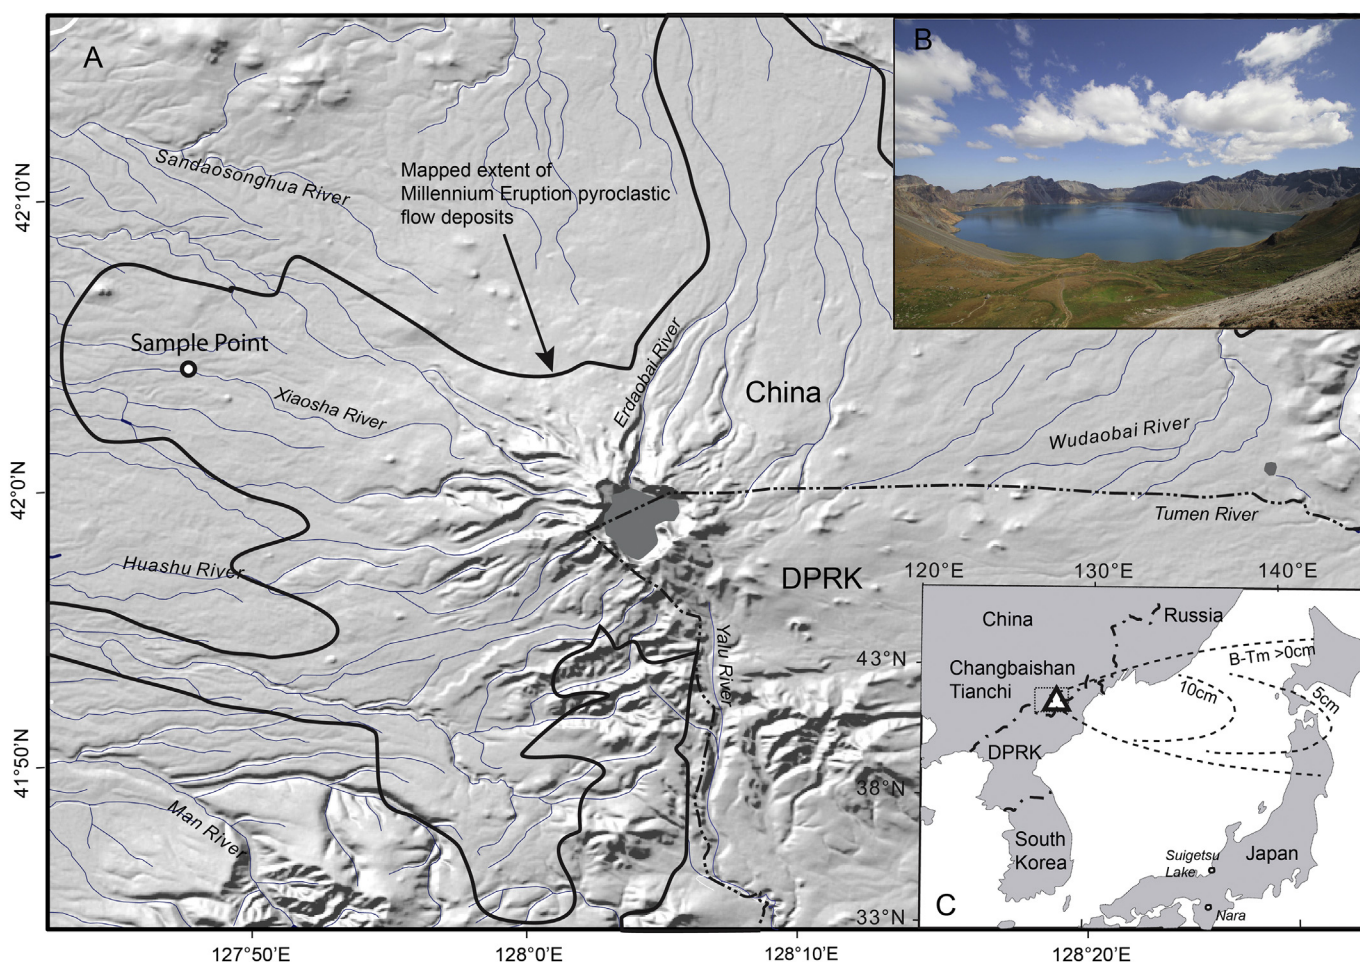 A
B
Sandaosonghua River
Mapped extent of
Millennium Eruption pyroclastic
flow deposits
42°10'N
Sample Point
Xiaosha River
Erdaobai River
China
Wudaobai River
42°0'N
Tumen River
Huashu River
DPRK
Yalu River
41°50'N
Man River
127°50'E
128°0'E
128°10'E
128°20'E
120°E
130°E
140°E
China
Russia
43°N
Changbaishan
Tianchi
B-Tm >0cm
10cm
5cm
DPRK
38°N
South
Korea
Suigetsu
Lake
Japan
Nara
33°N
C